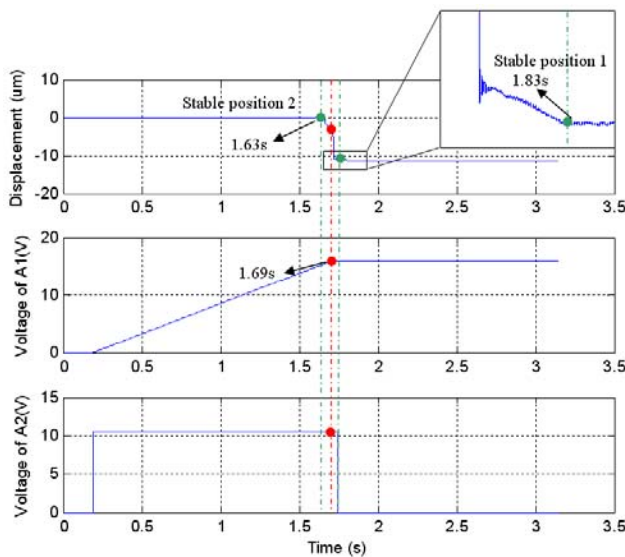 Stable position 1
1.83s
10
0
-10
-20
Displacement (um)
Stable position 2
1.63s
0 0.5 1 1.5 2 2.5 3 3.5
20
10
0
Voltage of A1(V)
1.69s
0 0.5 1 1.5 2 2.5 3 3.5
15
10
5
0
Voltage of A2(V)
0 0.5 1 1.5 2 2.5 3 3.5
Time (s)